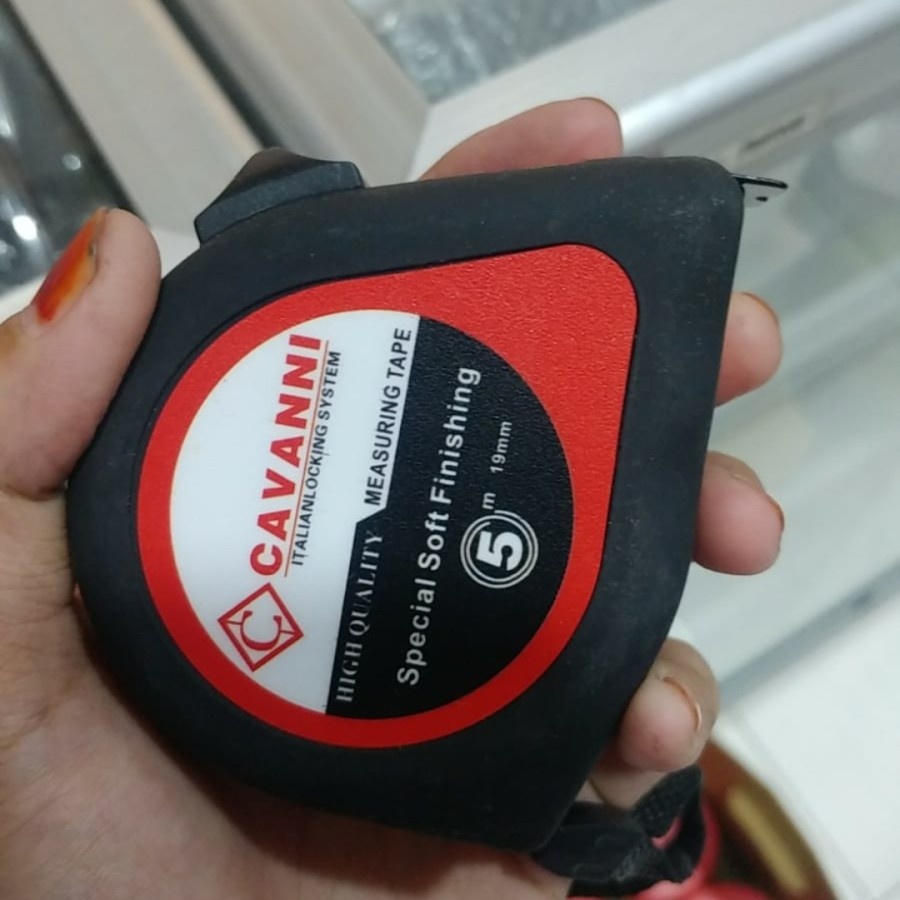 CAVANNI
ITALIANLOCKING SYSTEM
HIGH QUALITY MEASURING TAPE
Special Soft Finishing
5m 19mm